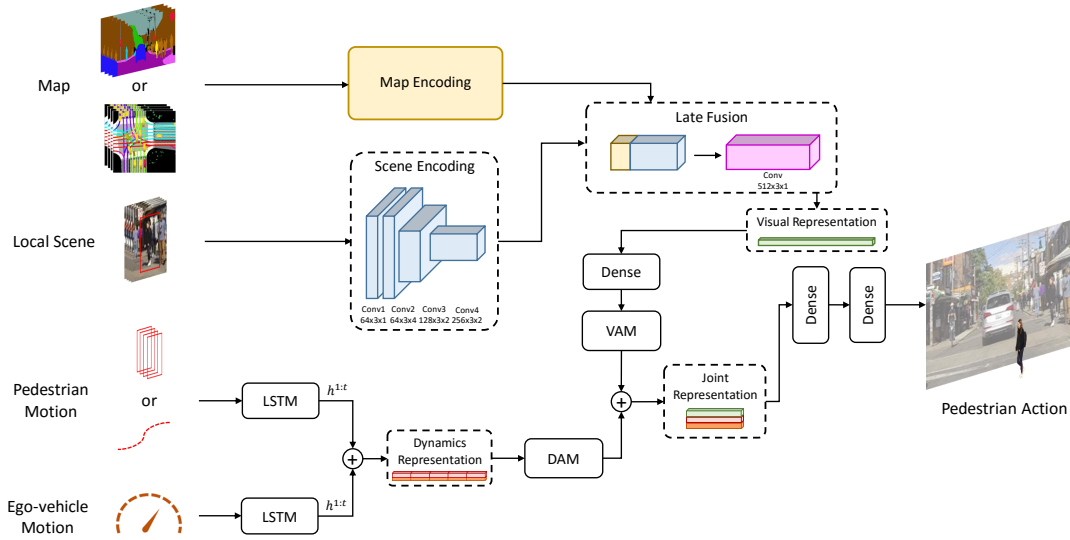 Map
or
Map Encoding
Late Fusion
Conv
512x3x1
Scene Encoding
Conv1 Conv2 Conv3 Conv4
64x3x1 64x3x4 128x3x2 256x3x2
Local Scene
Visual Representation
Dense
VAM
Dense
Dense
Joint
Representation
Pedestrian Action
Pedestrian
Motion
or
LSTM
h^{1:t}
Dynamics
Representation
DAM
Ego-vehicle
Motion
LSTM
h^{1:t}